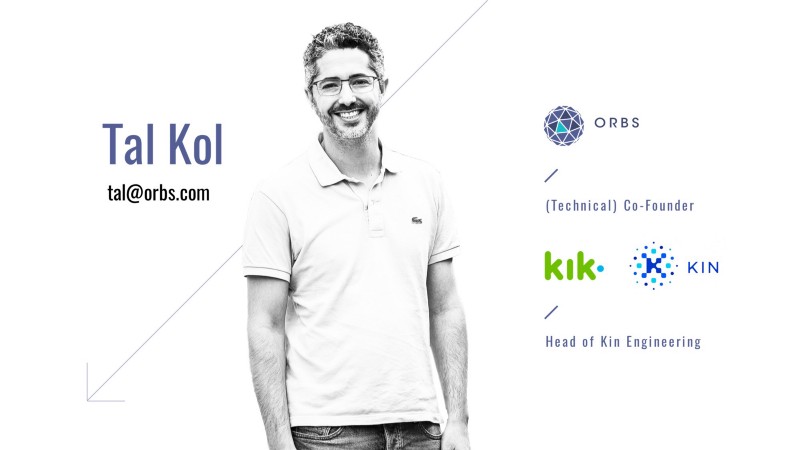 Tal Kol
tal@orbs.com
ORBS
(Technical) Co-Founder
kik
KIN
Head of Kin Engineering